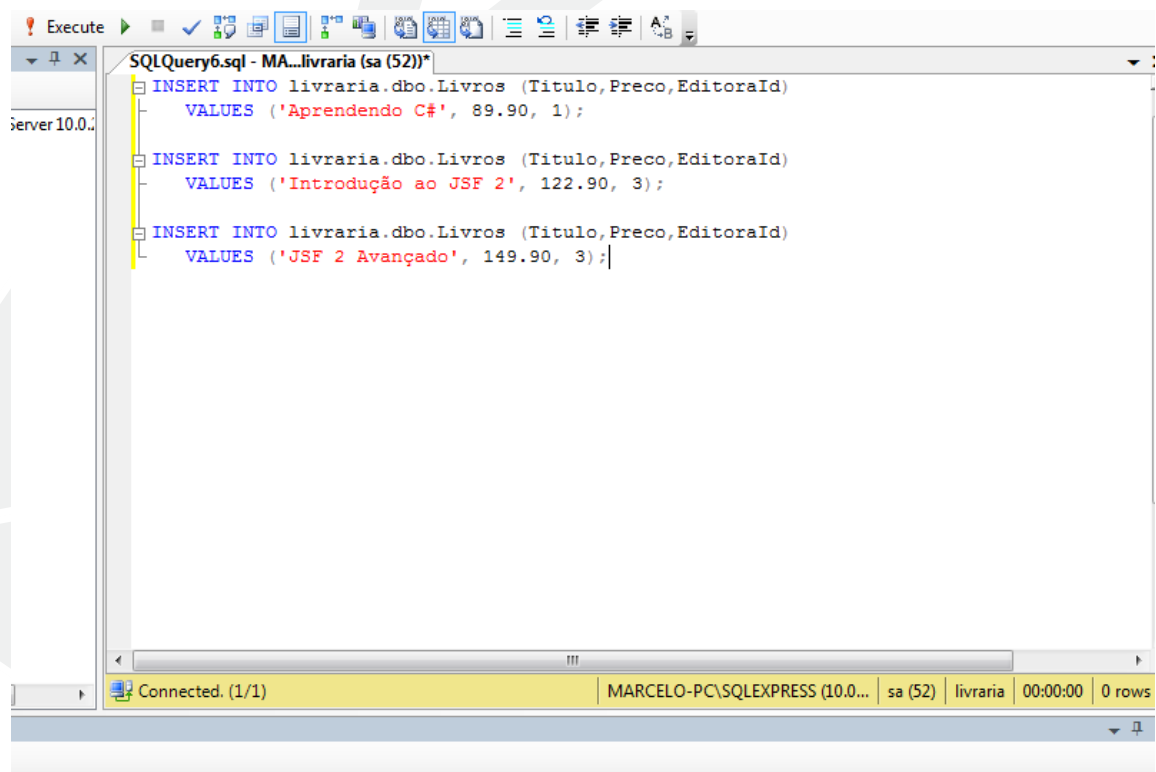 Execute
SQLQuery6.sql - MA...livraria (sa (52))*
Server 10.0.2
INSERT INTO livraria.dbo.Livros (Titulo,Preco,EditoraId)
VALUES ('Aprendendo C#', 89.90, 1);
INSERT INTO livraria.dbo.Livros (Titulo,Preco,EditoraId)
VALUES ('Introdução ao JSF 2', 122.90, 3);
INSERT INTO livraria.dbo.Livros (Titulo,Preco,EditoraId)
VALUES ('JSF 2 Avançado', 149.90, 3);
Connected. (1/1) MARCELO-PC\SQLEXPRESS (10.0... sa (52) livraria 00:00:00 0 rows